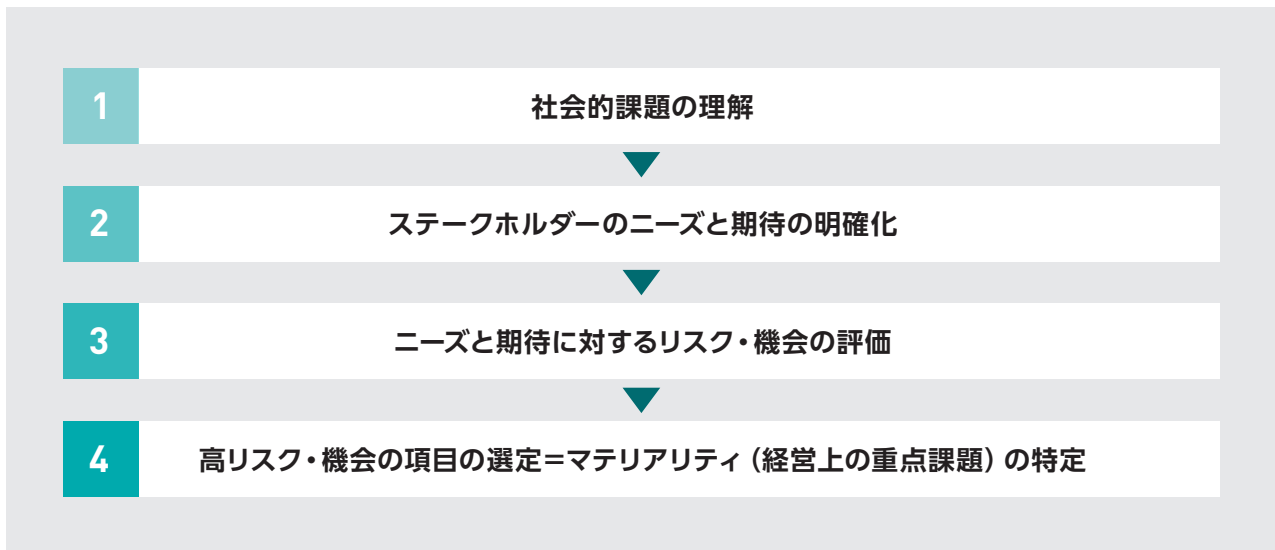 1 社会的課題の理解
2 ステークホルダーのニーズと期待の明確化
3 ニーズと期待に対するリスク・機会の評価
4 高リスク・機会の項目の選定=マテリアリティ(経営上の重点課題)の特定